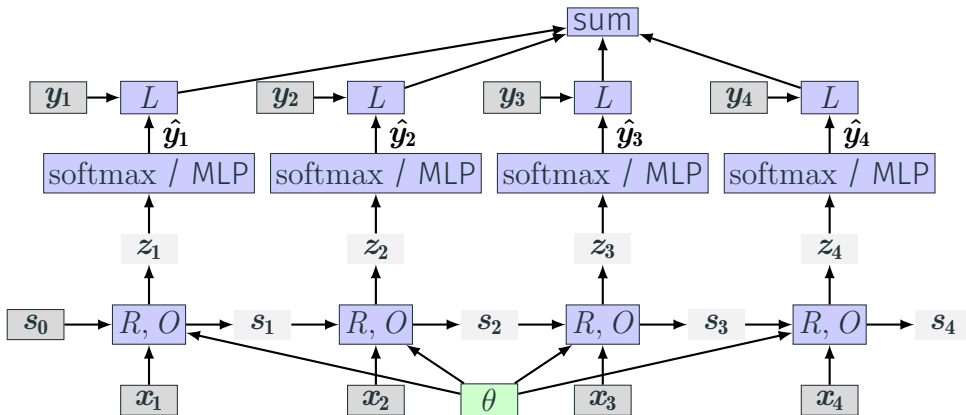 sum
y₁ L y₂ L y₃ L y₄ L
ŷ₁ ŷ₂ ŷ₃ ŷ₄
softmax / MLP softmax / MLP softmax / MLP softmax / MLP
z₁ z₂ z₃ z₄
s₀ R, O s₁ R, O s₂ R, O s₃ R, O s₄
x₁ x₂ θ x₃ x₄